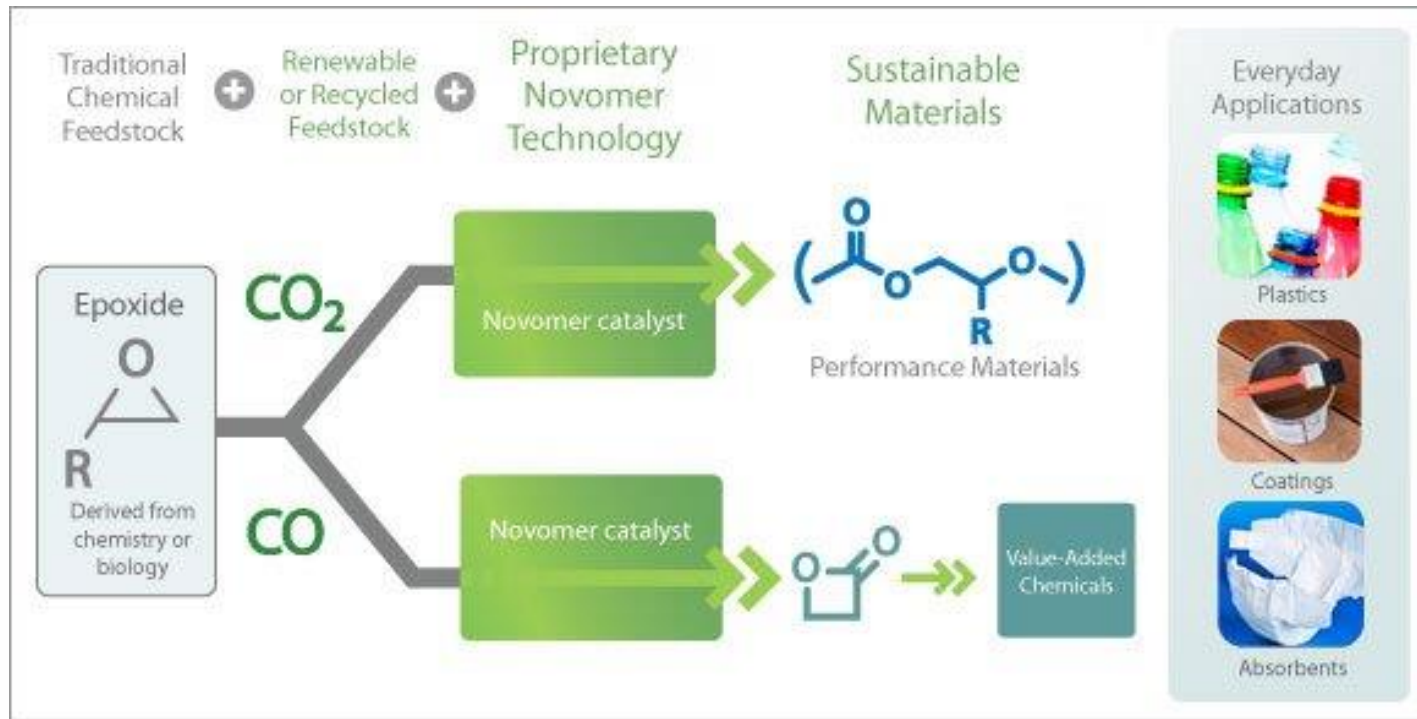 Traditional
Chemical
Feedstock
+
Renewable
or Recycled
Feedstock
+
Proprietary
Novomer
Technology
Sustainable
Materials
Everyday
Applications
Epoxide
O
R
Derived from
chemistry or
biology
CO₂
CO
Novomer catalyst
Novomer catalyst
O
O
O
R
Performance Materials
O
O
Value-Added
Chemicals
Plastics
Coatings
Absorbents